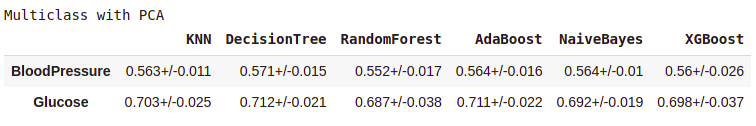 Multiclass with PCA
KNN DecisionTree RandomForest AdaBoost NaiveBayes XGBoost
BloodPressure 0.563+/-0.011 0.571+/-0.015 0.552+/-0.017 0.564+/-0.016 0.564+/-0.01 0.56+/-0.026
Glucose 0.703+/-0.025 0.712+/-0.021 0.687+/-0.038 0.711+/-0.022 0.692+/-0.019 0.698+/-0.037